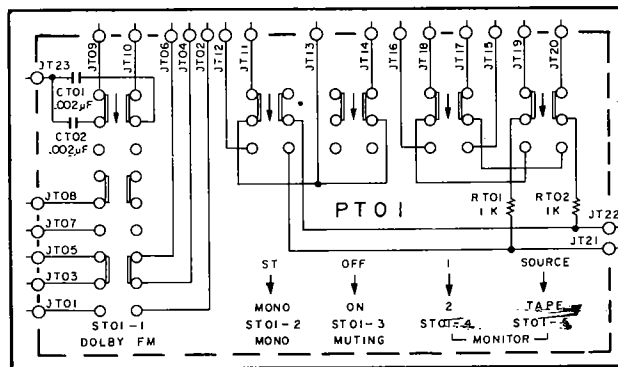 JT09
JT10
JT06
JT04
JT02
JT12
JT11
JT13
JT14
JT16
JT18
JT17
JT15
JT19
JT20
JT23
CT01
.002µF
CT02
.002µF
JT08
JT07
JT05
JT03
JT01
PT01
RT01
1K
RT02
1K
JT22
JT21
ST OFF 1 SOURCE
MONO ON 2 TAPE
ST01-1 ST01-2 ST01-3 ST01-4
DOLBY FM MONO MUTING MONITOR